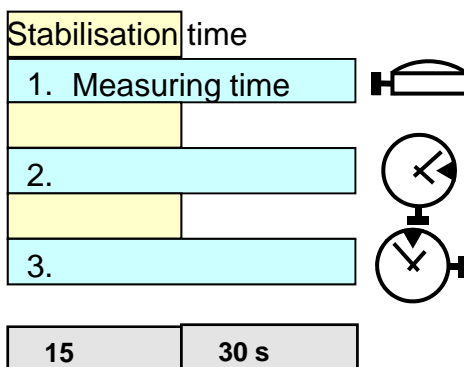 Stabilisation time
1. Measuring time
2.
3.
15 30 s